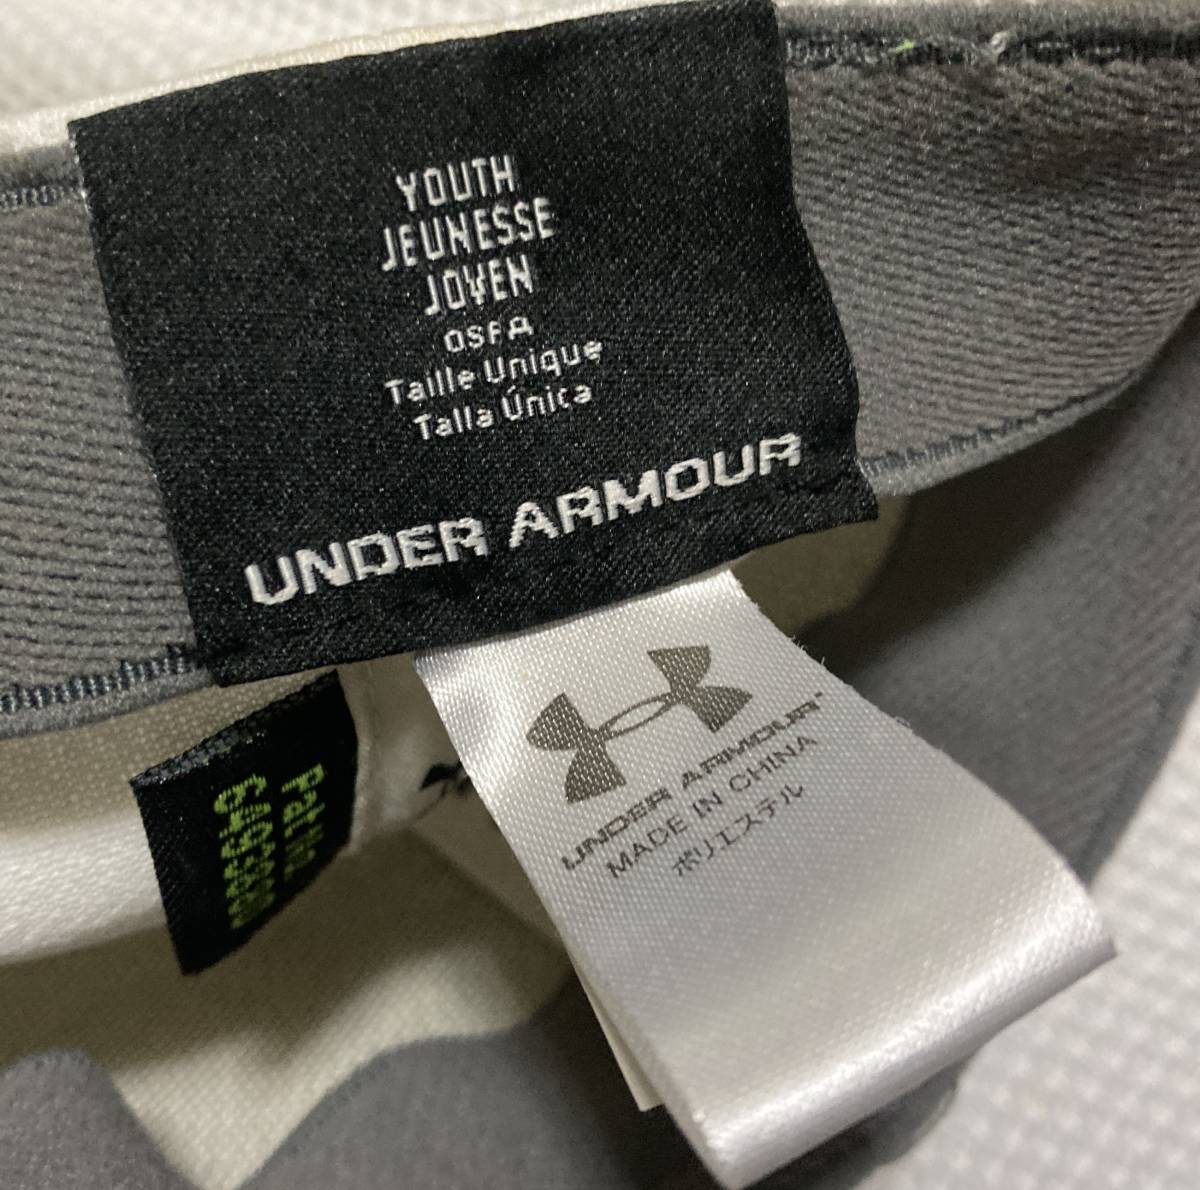 YOUTH
JEUNESSE
JOVEN
OSFA
Taille Unique
Talla Única
UNDER ARMOUR
UNDER ARMOUR
MADE IN CHINA
ポリエステル